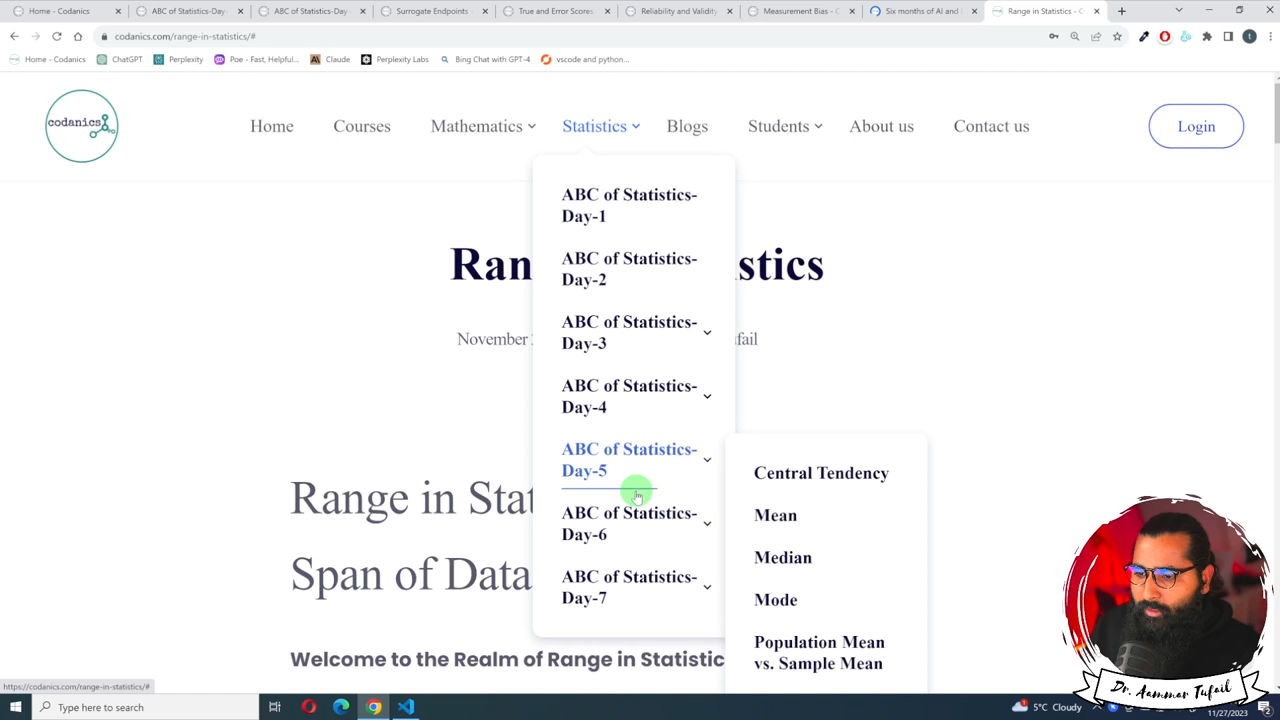 Home - Codanics
ABC of Statistics-Day-
ABC of Statistics-Day-
Surrogate Endpoints -
True and Error Scores
Reliability and Validity
Measurement Bias - C
Six months of AI and
Range in Statistics - C
codanics.com/range-in-statistics/#
Home - Codanics
ChatGPT
Perplexity
Poe - Fast, Helpful...
Claude
Perplexity Labs
Bing Chat with GPT-4
vscode and python...
codanics
Home
Courses
Mathematics
Statistics
Blogs
Students
About us
Contact us
Login
ABC of Statistics-
Day-1
ABC of Statistics-
Day-2
ABC of Statistics-
Day-3
ABC of Statistics-
Day-4
ABC of Statistics-
Day-5
ABC of Statistics-
Day-6
ABC of Statistics-
Day-7
Central Tendency
Mean
Median
Mode
Population Mean
vs. Sample Mean
Ran stistics
November ufail
Range in Stat
Span of Data
Welcome to the Realm of Range in Statistic
https://codanics.com/range-in-statistics/#
Dr. Aammar Tufail
Type here to search
5°C Cloudy
11/27/2023